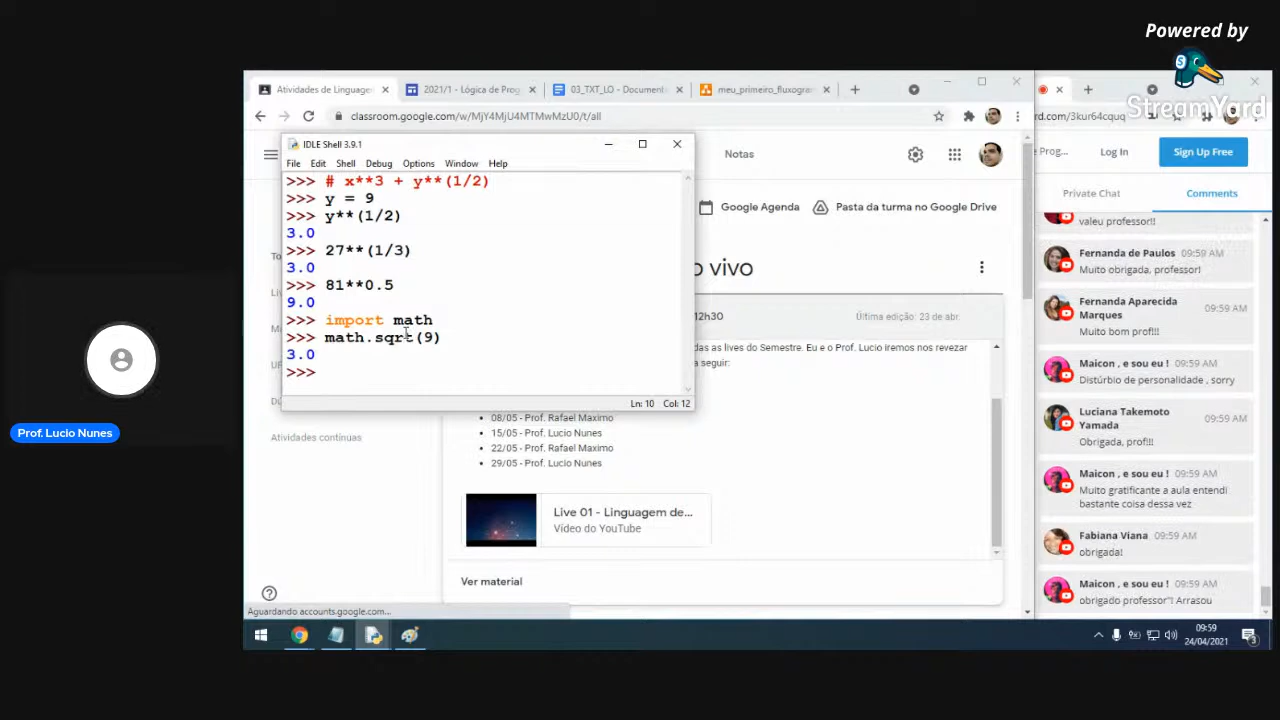 Powered by
StreamYard
Atividades de Linguage
2021/1 - Lógica de Prog
03_TXT_LO - Document
meu_primeiro_fluxogra
classroom.google.com/w/MjY4MjU4MTMwMzU0/t/all
rd.com/3kur64cquq
IDLE Shell 3.9.1
File Edit Shell Debug Options Window Help
>>> # x**3 + y**(1/2)
>>> y = 9
>>> y**(1/2)
3.0
>>> 27**(1/3)
3.0
>>> 81**0.5
9.0
>>> import math
>>> math.sqrt(9)
3.0
>>>
Ln: 10 Col: 12
Notas
Google Agenda
Pasta da turma no Google Drive
o vivo
12h30
Última edição: 23 de abr.
das as lives do Semestre. Eu e o Prof. Lucio iremos nos revezar
a seguir:
08/05 - Prof. Rafael Maximo
15/05 - Prof. Lucio Nunes
22/05 - Prof. Rafael Maximo
29/05 - Prof. Lucio Nunes
Atividades contínuas
Live 01 - Linguagem de...
Vídeo do YouTube
Ver material
Aguardando accounts.google.com...
Prof. Lucio Nunes
Prog...
Log In
Sign Up Free
Private Chat
Comments
valeu professor!!
Fernanda de Paulos 09:59 AM
Muito obrigada, professor!
Fernanda Aparecida
Marques 09:59 AM
Muito bom prof!!!
Maicon , e sou eu ! 09:59 AM
Distúrbio de personalidade , sorry
Luciana Takemoto
Yamada 09:59 AM
Obrigada, prof!!!
Maicon , e sou eu ! 09:59 AM
Muito gratificante a aula entendi
bastante coisa dessa vez
Fabiana Viana 09:59 AM
obrigada!
Maicon , e sou eu ! 09:59 AM
obrigado professor"! Arrasou
09:59
24/04/2021
3